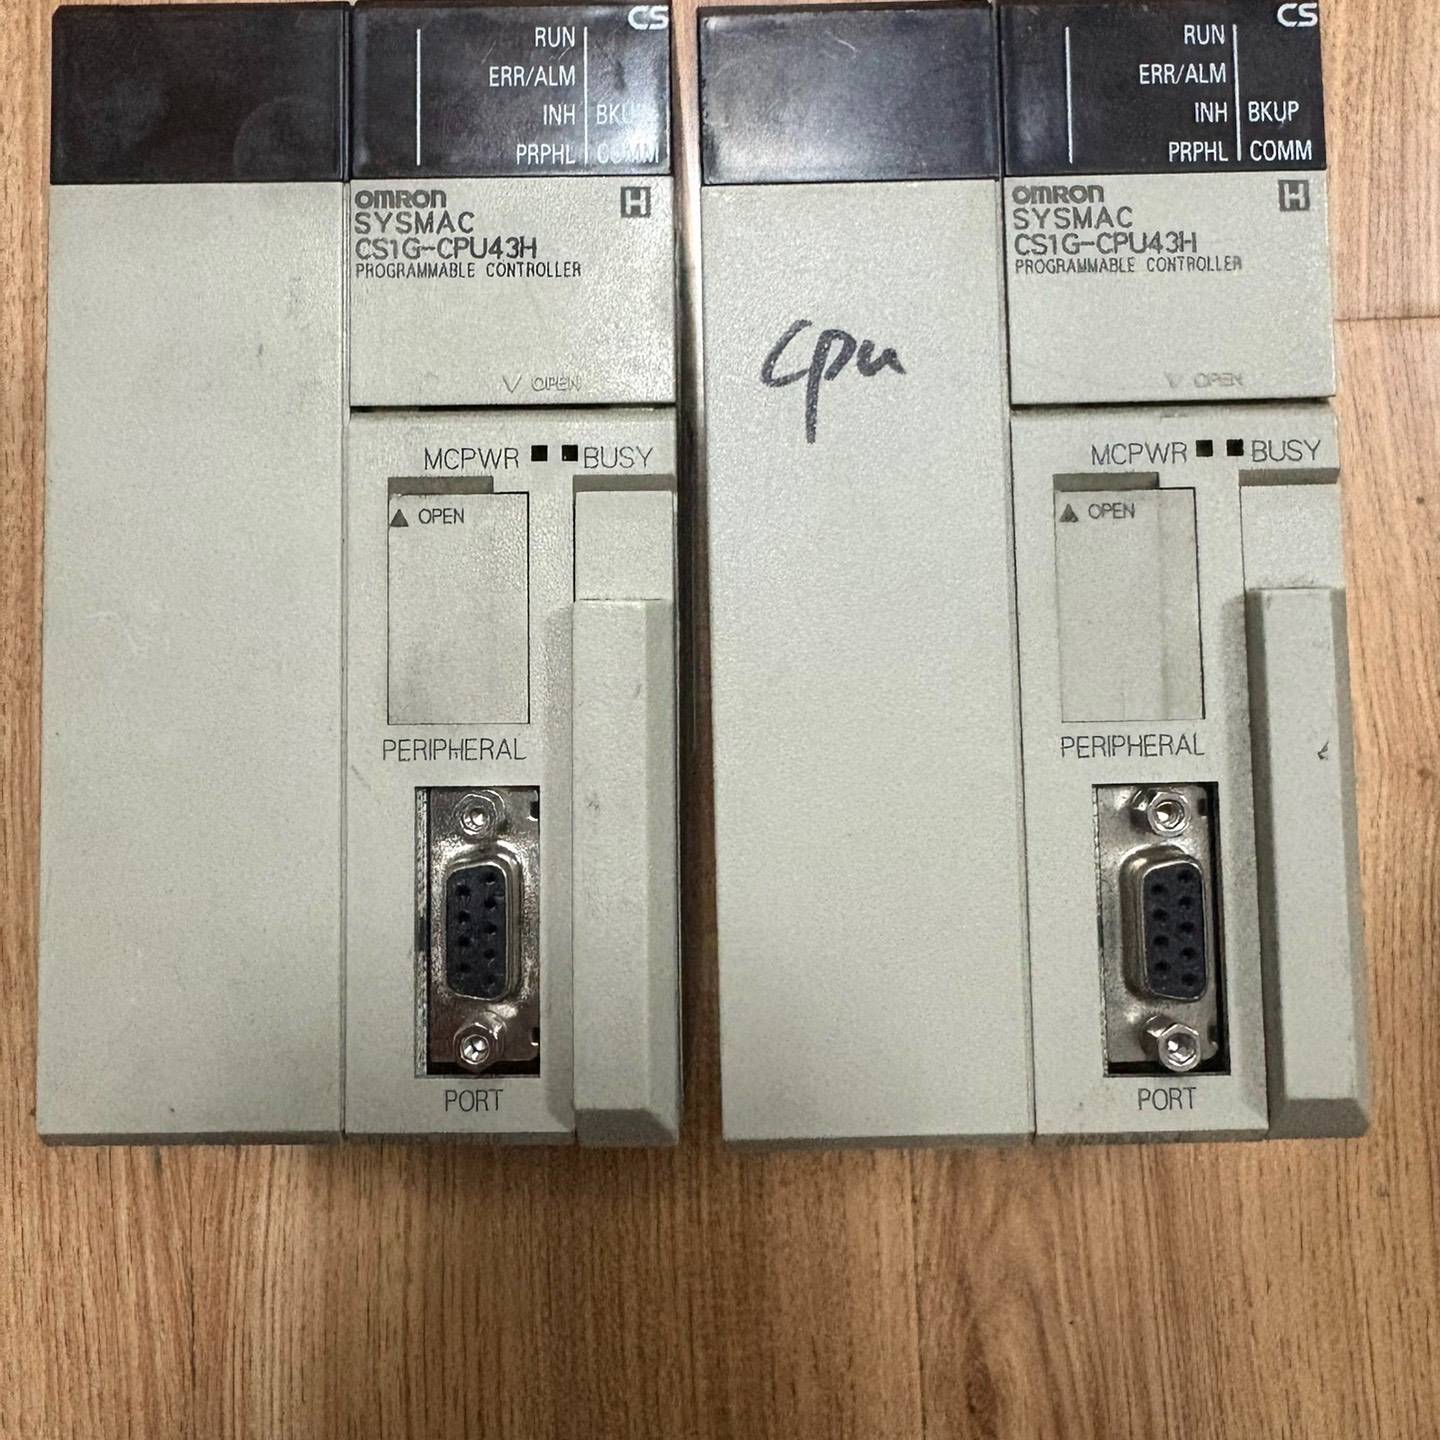 CS
RUN
ERR/ALM
INH BKUP
PRPHL COMM
OMRON H
SYSMAC
CS1G-CPU43H
PROGRAMMABLE CONTROLLER
OPEN
MCPWR BUSY
OPEN
PERIPHERAL
PORT
CS
RUN
ERR/ALM
INH BKUP
PRPHL COMM
OMRON H
SYSMAC
CS1G-CPU43H
PROGRAMMABLE CONTROLLER
cpu
OPEN
MCPWR BUSY
OPEN
PERIPHERAL
PORT